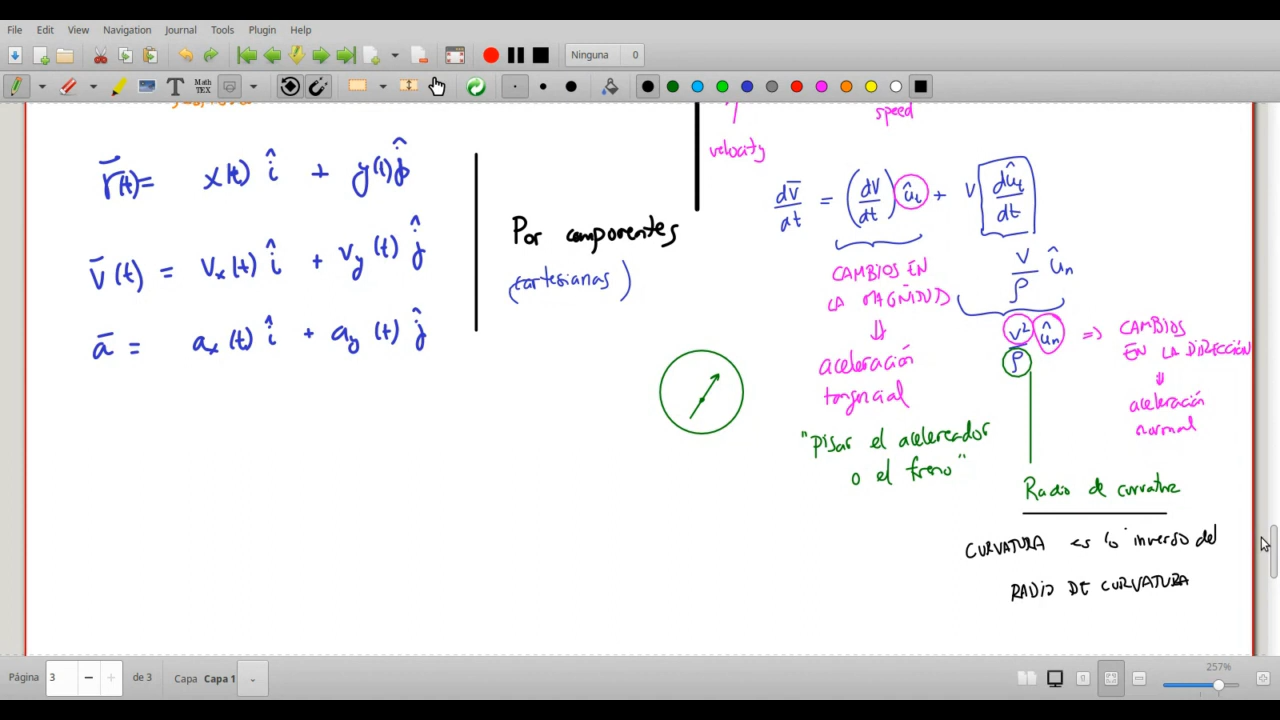 File Edit View Navigation Journal Tools Plugin Help
Ninguna 0
T Math TEX
r̄(t)= x(t) î + y(t) ĵ
v̄(t) = vx(t) î + vy(t) ĵ
ā = ax(t) î + ay(t) ĵ
Por componentes
(cartesianas)
velocity
speed
dv̄/dt = (dv/dt) ût + v dût/dt
v/ρ ûn
CAMBIOS EN
LA MAGNITUD
⇓
aceleración
tangencial
"Pisar el acelereador
o el freno"
v²/ρ ûn ⇒ CAMBIOS
EN LA DIRECCIÓN
⇓
aceleración
normal
Radio de curvatura
CURVATURA es lo inverso del
RADIO DE CURVATURA
Página 3 de 3 Capa Capa 1
257%